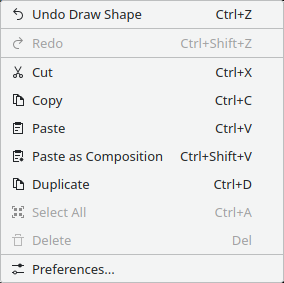 Undo Draw Shape Ctrl+Z
Redo Ctrl+Shift+Z
Cut Ctrl+X
Copy Ctrl+C
Paste Ctrl+V
Paste as Composition Ctrl+Shift+V
Duplicate Ctrl+D
Select All Ctrl+A
Delete Del
Preferences...